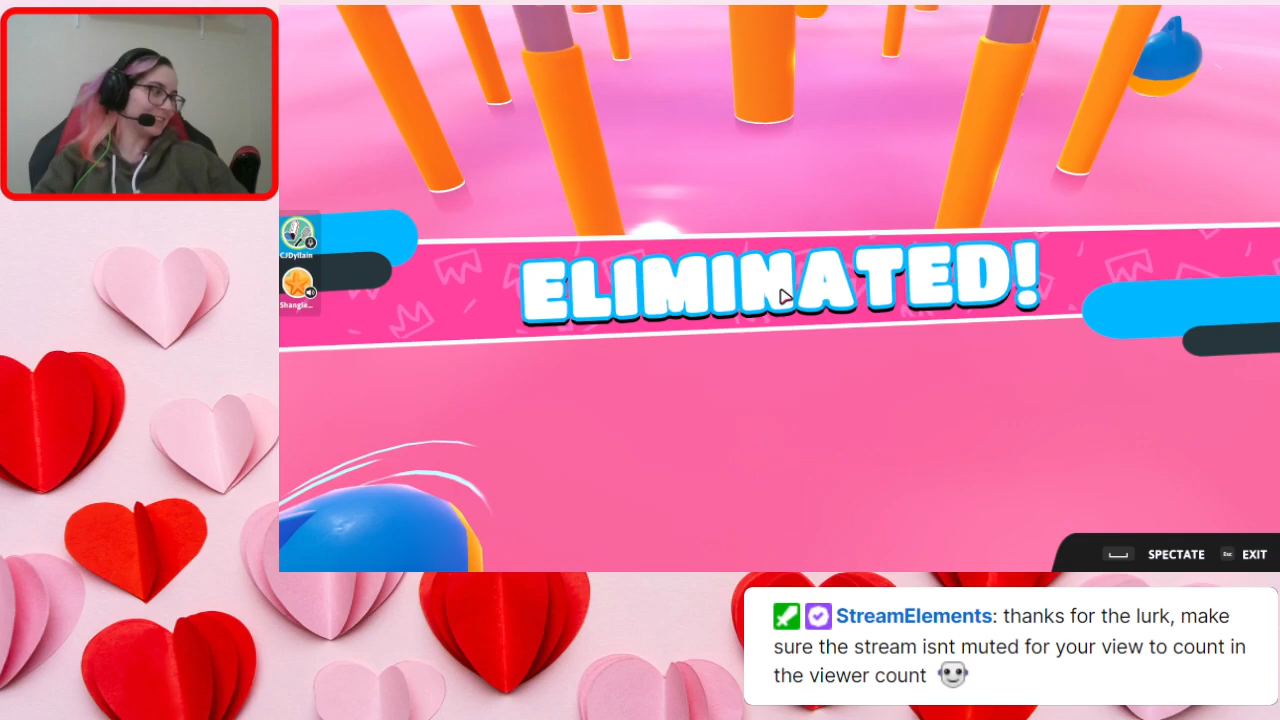 CJDyllain
Shangle...
ELIMINATED!
Esc
SPECTATE
EXIT
StreamElements: thanks for the lurk, make
sure the stream isnt muted for your view to count in
the viewer count